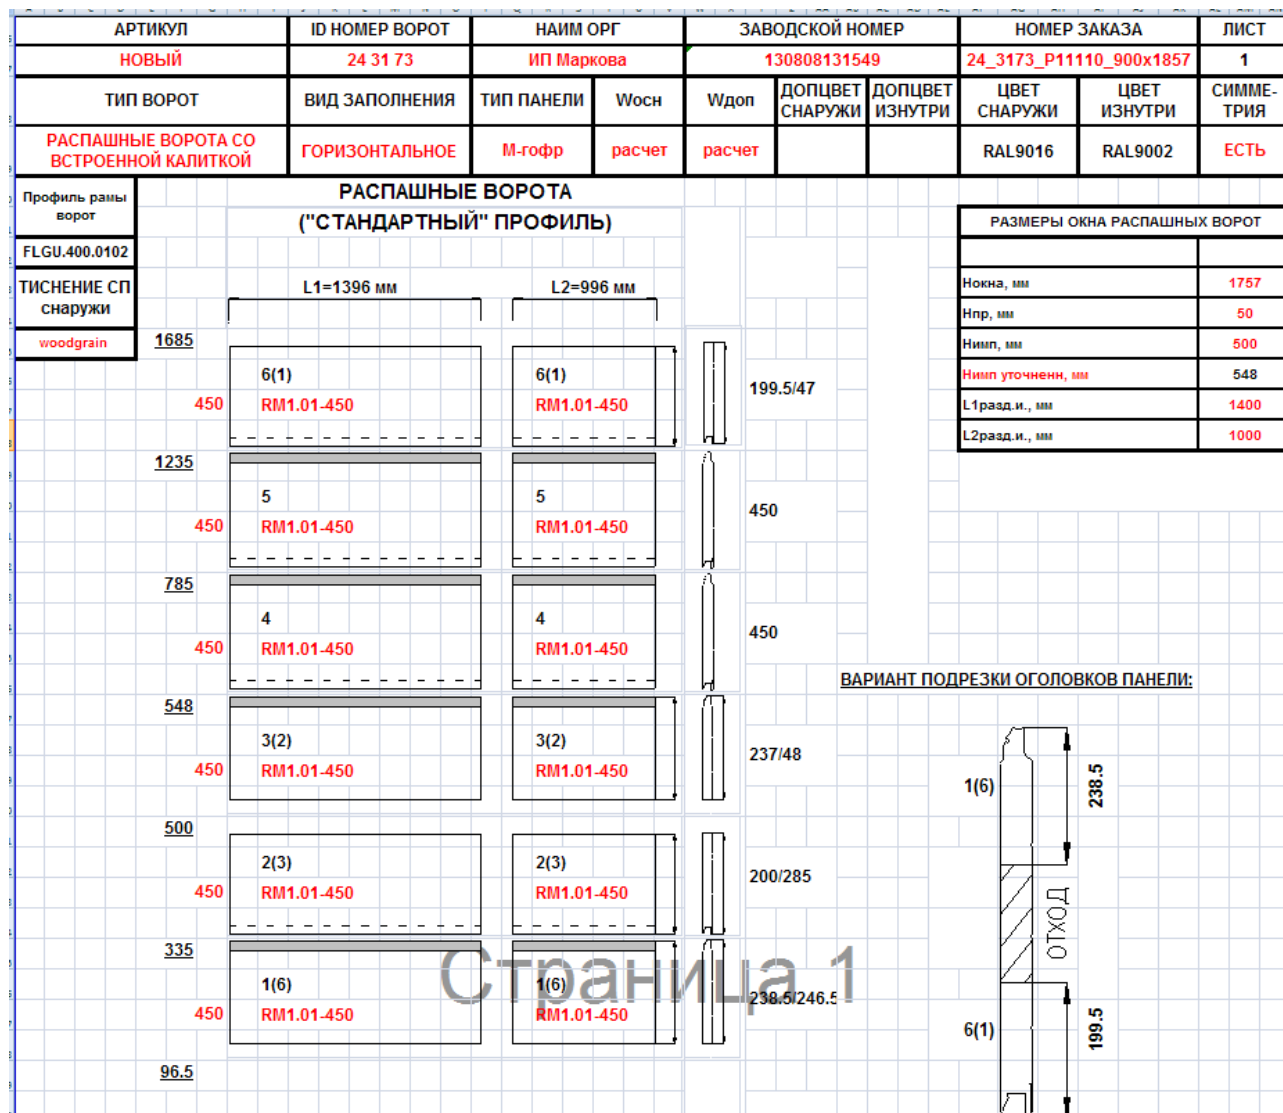 АРТИКУЛ ID НОМЕР ВОРОТ НАИМ ОРГ ЗАВОДСКОЙ НОМЕР НОМЕР ЗАКАЗА ЛИСТ
НОВЫЙ 24 31 73 ИП Маркова 130808131549 24_3173_Р11110_900х1857 1
ТИП ВОРОТ ВИД ЗАПОЛНЕНИЯ ТИП ПАНЕЛИ Wосн Wдоп ДОПЦВЕТ СНАРУЖИ ДОПЦВЕТ ИЗНУТРИ ЦВЕТ СНАРУЖИ ЦВЕТ ИЗНУТРИ СИММЕ-ТРИЯ
РАСПАШНЫЕ ВОРОТА СО ВСТРОЕННОЙ КАЛИТКОЙ ГОРИЗОНТАЛЬНОЕ М-гофр расчет расчет RAL9016 RAL9002 ЕСТЬ
Профиль рамы ворот
FLGU.400.0102
ТИСНЕНИЕ СП снаружи
woodgrain
РАСПАШНЫЕ ВОРОТА
("СТАНДАРТНЫЙ" ПРОФИЛЬ)
РАЗМЕРЫ ОКНА РАСПАШНЫХ ВОРОТ
Hокна, мм 1757
Hпр, мм 50
Hимп, мм 500
Hимп уточненн, мм 548
L1разд.и., мм 1400
L2разд.и., мм 1000
L1=1396 мм L2=996 мм
1685
6(1) 6(1)
450 RM1.01-450 RM1.01-450 199.5/47
1235
5 5
450 RM1.01-450 RM1.01-450 450
785
4 4
450 RM1.01-450 RM1.01-450 450
548
3(2) 3(2)
450 RM1.01-450 RM1.01-450 237/48
500
2(3) 2(3)
450 RM1.01-450 RM1.01-450 200/285
335
1(6) 1(6)
450 RM1.01-450 RM1.01-450 238.5/246.5
96.5
Страница 1
ВАРИАНТ ПОДРЕЗКИ ОГОЛОВКОВ ПАНЕЛИ:
1(6) 238.5
ОТХОД
6(1) 199.5